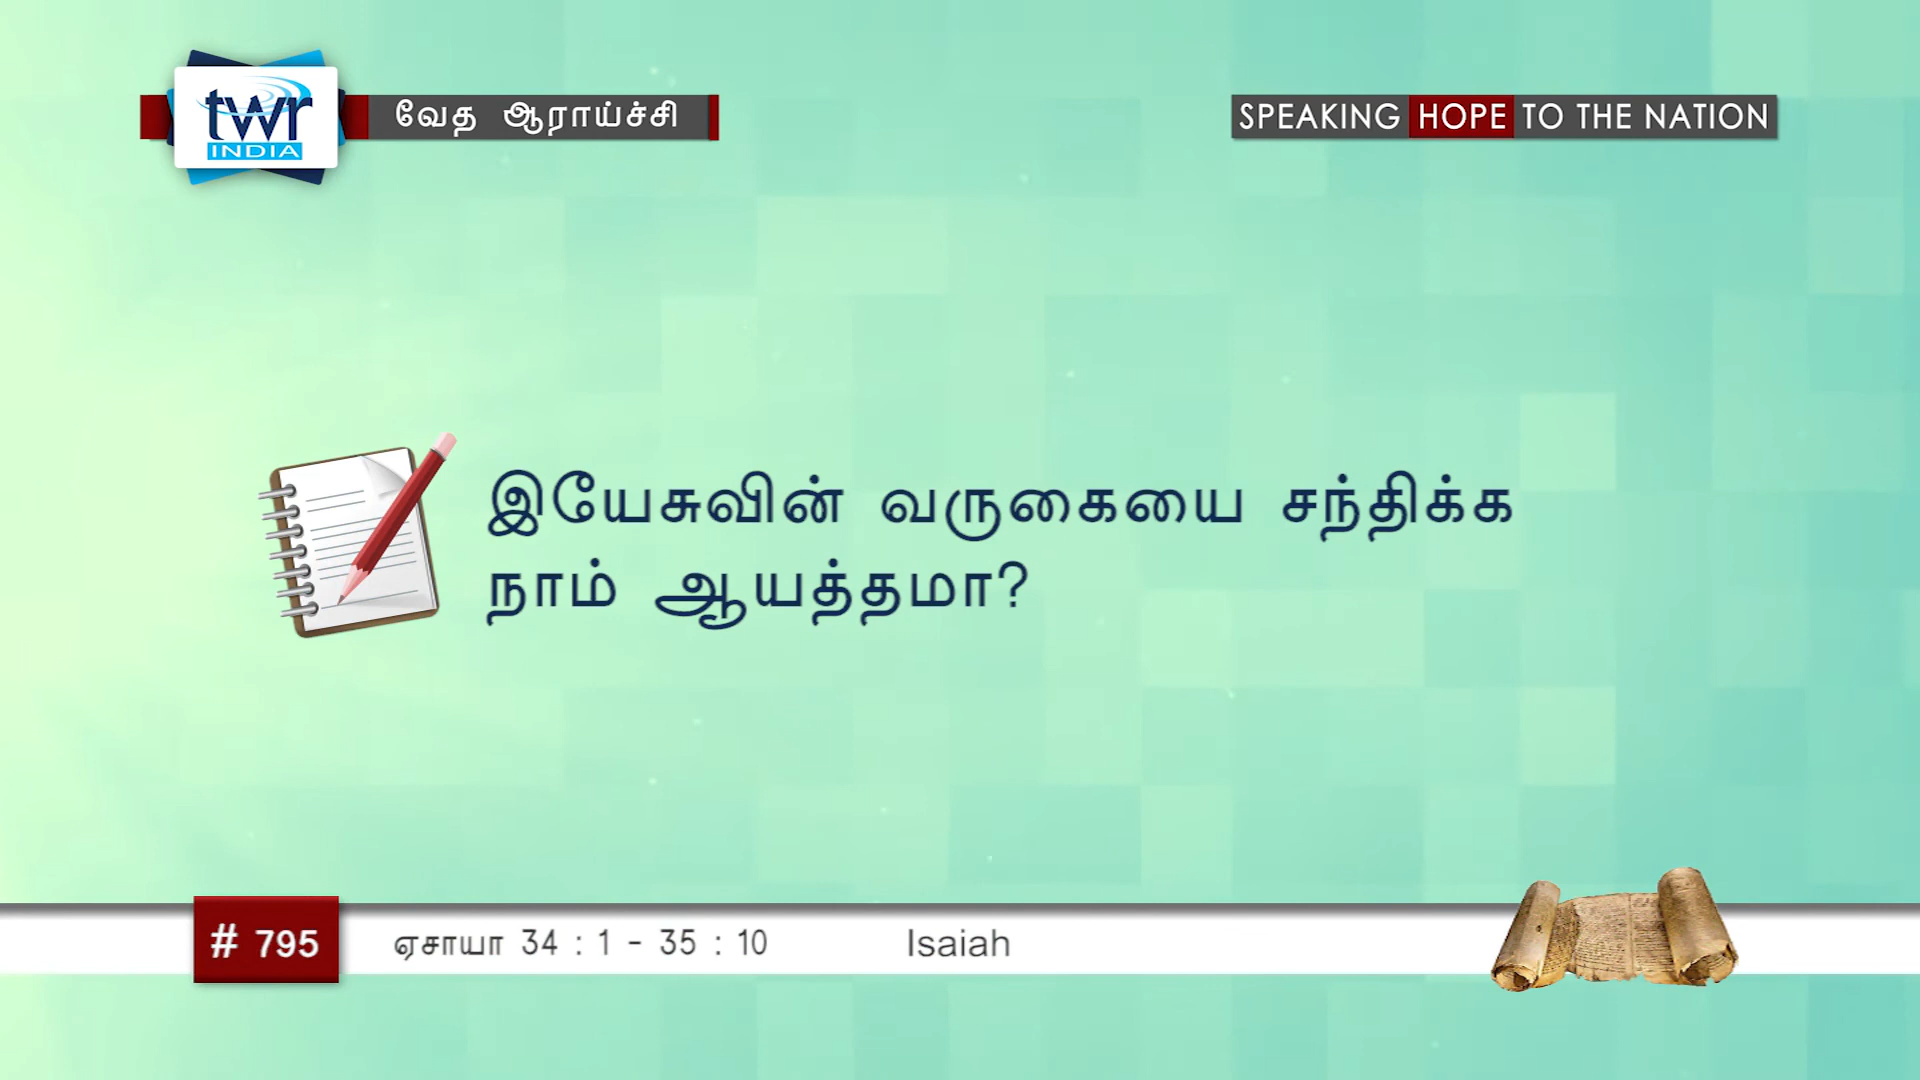 twr
INDIA
வேத ஆராய்ச்சி
SPEAKING HOPE TO THE NATION
இயேசுவின் வருகையை சந்திக்க
நாம் ஆயத்தமா?
# 795
ஏசாயா 34 : 1 - 35 : 10
Isaiah